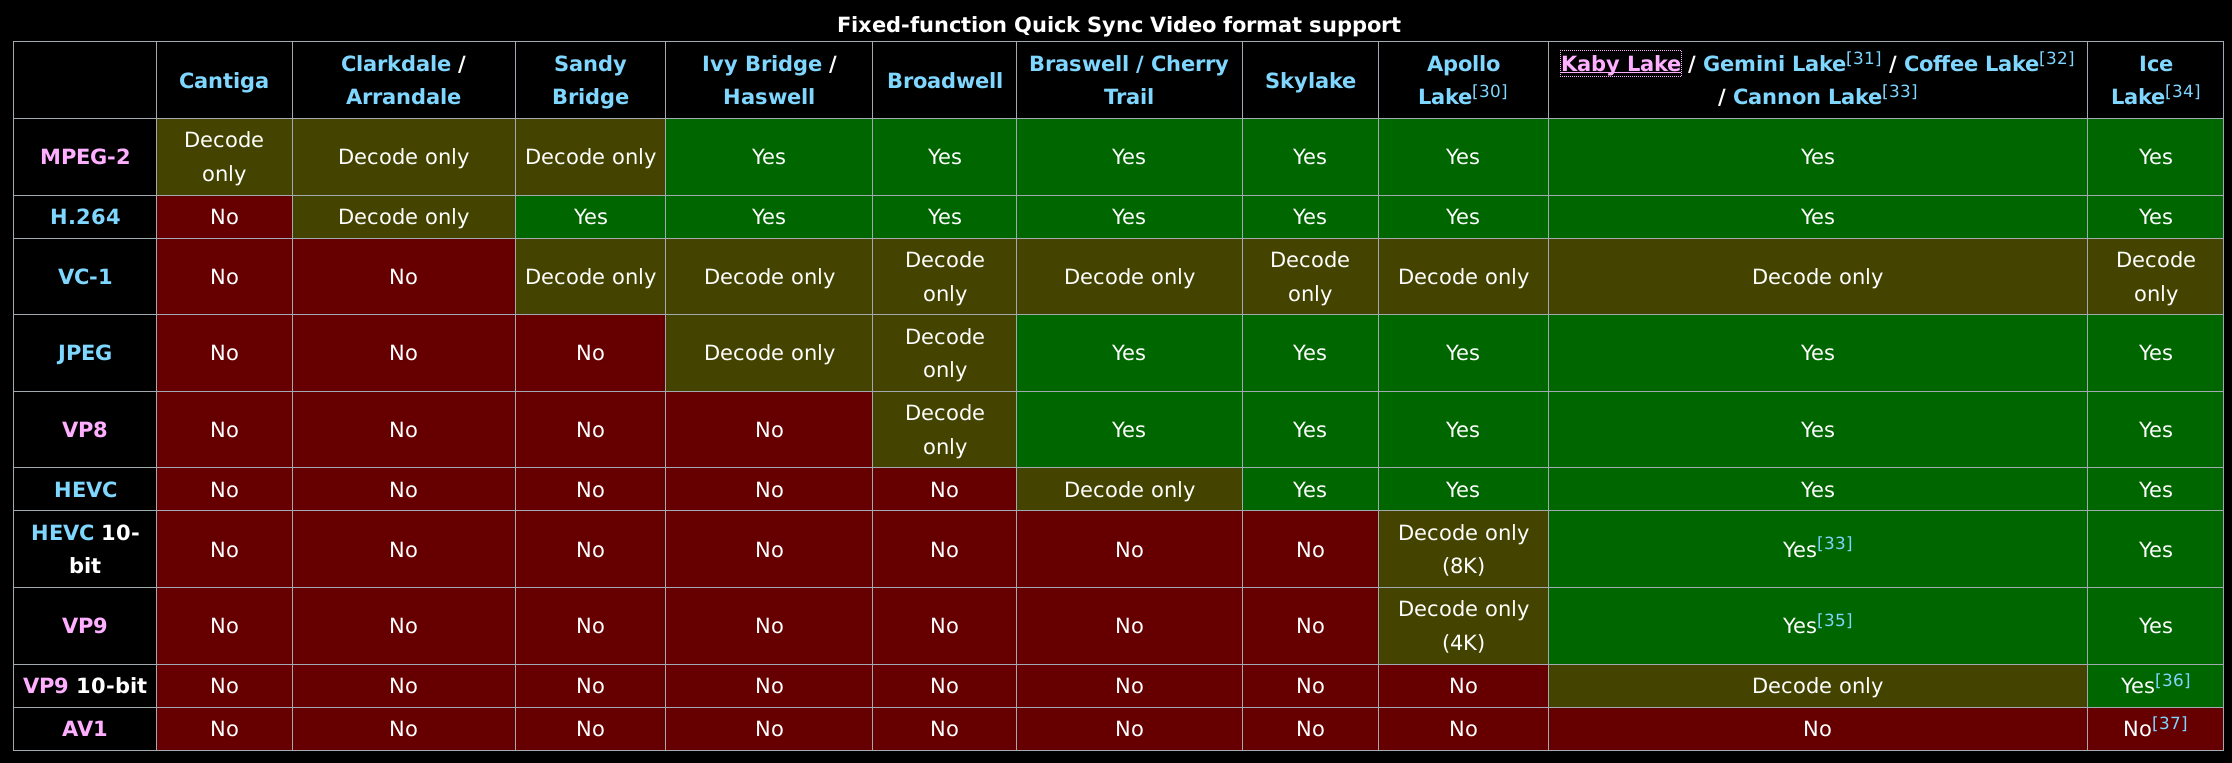 Fixed-function Quick Sync Video format support
Cantiga
Clarkdale /
Arrandale
Sandy
Bridge
Ivy Bridge /
Haswell
Broadwell
Braswell / Cherry
Trail
Skylake
Apollo
Lake[30]
Kaby Lake / Gemini Lake[31] / Coffee Lake[32]
/ Cannon Lake[33]
Ice
Lake[34]
MPEG-2
Decode
only
Decode only
Decode only
Yes
Yes
Yes
Yes
Yes
Yes
Yes
H.264
No
Decode only
Yes
Yes
Yes
Yes
Yes
Yes
Yes
Yes
VC-1
No
No
Decode only
Decode only
Decode
only
Decode only
Decode
only
Decode only
Decode only
Decode
only
JPEG
No
No
No
Decode only
Decode
only
Yes
Yes
Yes
Yes
Yes
VP8
No
No
No
No
Decode
only
Yes
Yes
Yes
Yes
Yes
HEVC
No
No
No
No
No
Decode only
Yes
Yes
Yes
Yes
HEVC 10-
bit
No
No
No
No
No
No
No
Decode only
(8K)
Yes[33]
Yes
VP9
No
No
No
No
No
No
No
Decode only
(4K)
Yes[35]
Yes
VP9 10-bit
No
No
No
No
No
No
No
No
Decode only
Yes[36]
AV1
No
No
No
No
No
No
No
No
No
No[37]